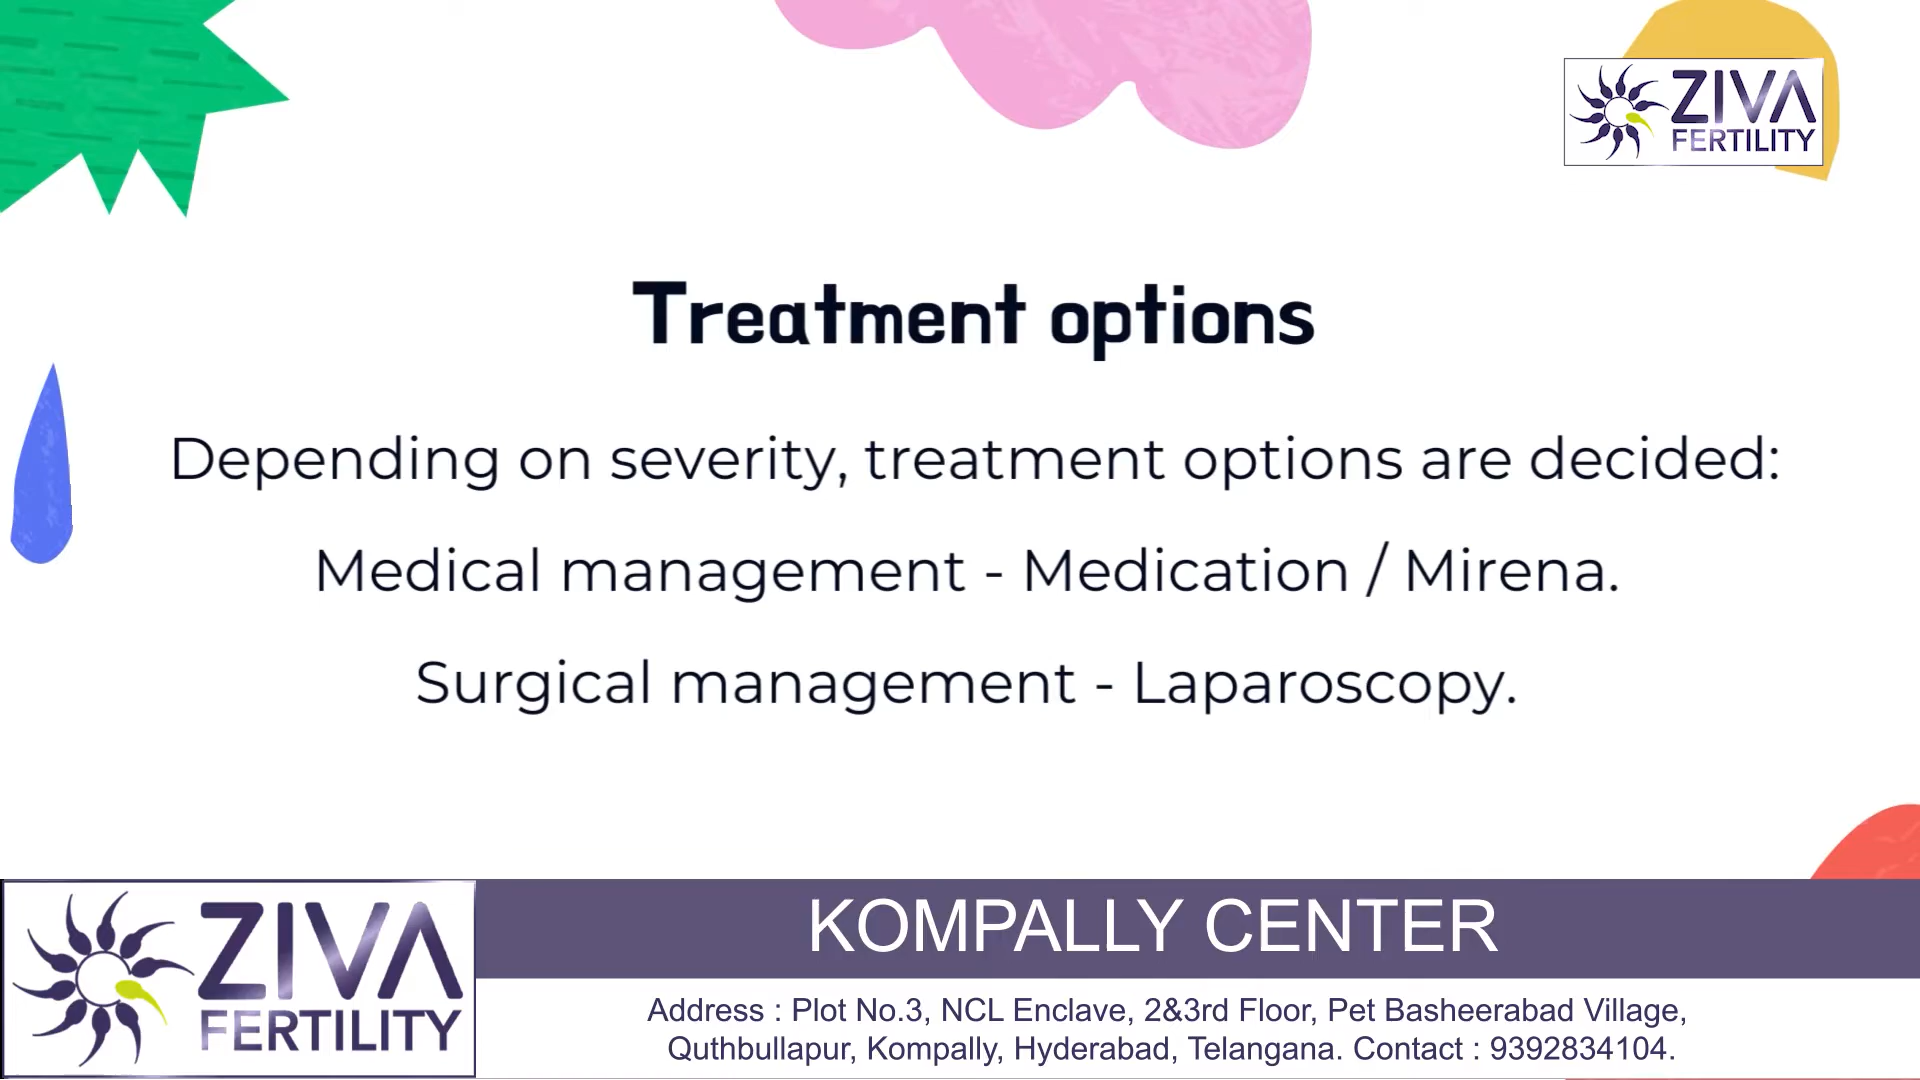 ZIVA
FERTILITY
Treatment options
Depending on severity, treatment options are decided:
Medical management - Medication / Mirena.
Surgical management - Laparoscopy.
ZIVA
FERTILITY
KOMPALLY CENTER
Address : Plot No.3, NCL Enclave, 2&3rd Floor, Pet Basheerabad Village,
Quthbullapur, Kompally, Hyderabad, Telangana. Contact : 9392834104.